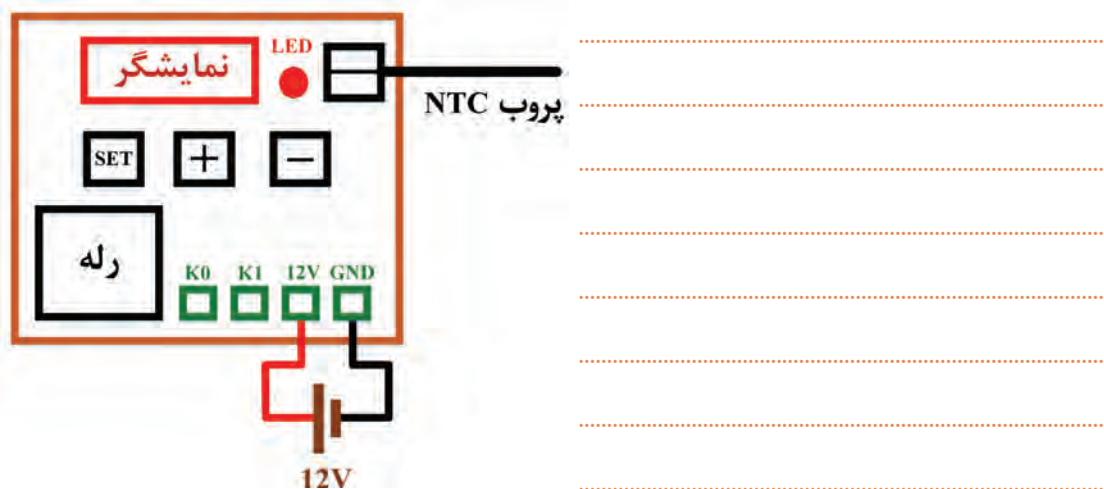 نمایشگر
LED
پروب NTC
SET
+
−
رله
K0 K1 12V GND
12V